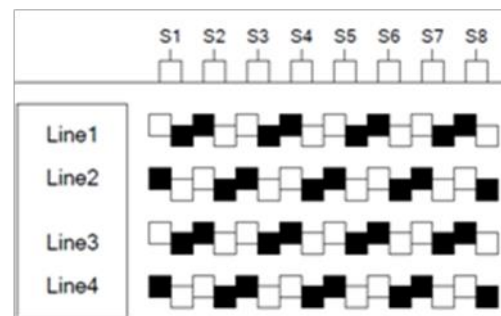 S1 S2 S3 S4 S5 S6 S7 S8
Line1
Line2
Line3
Line4